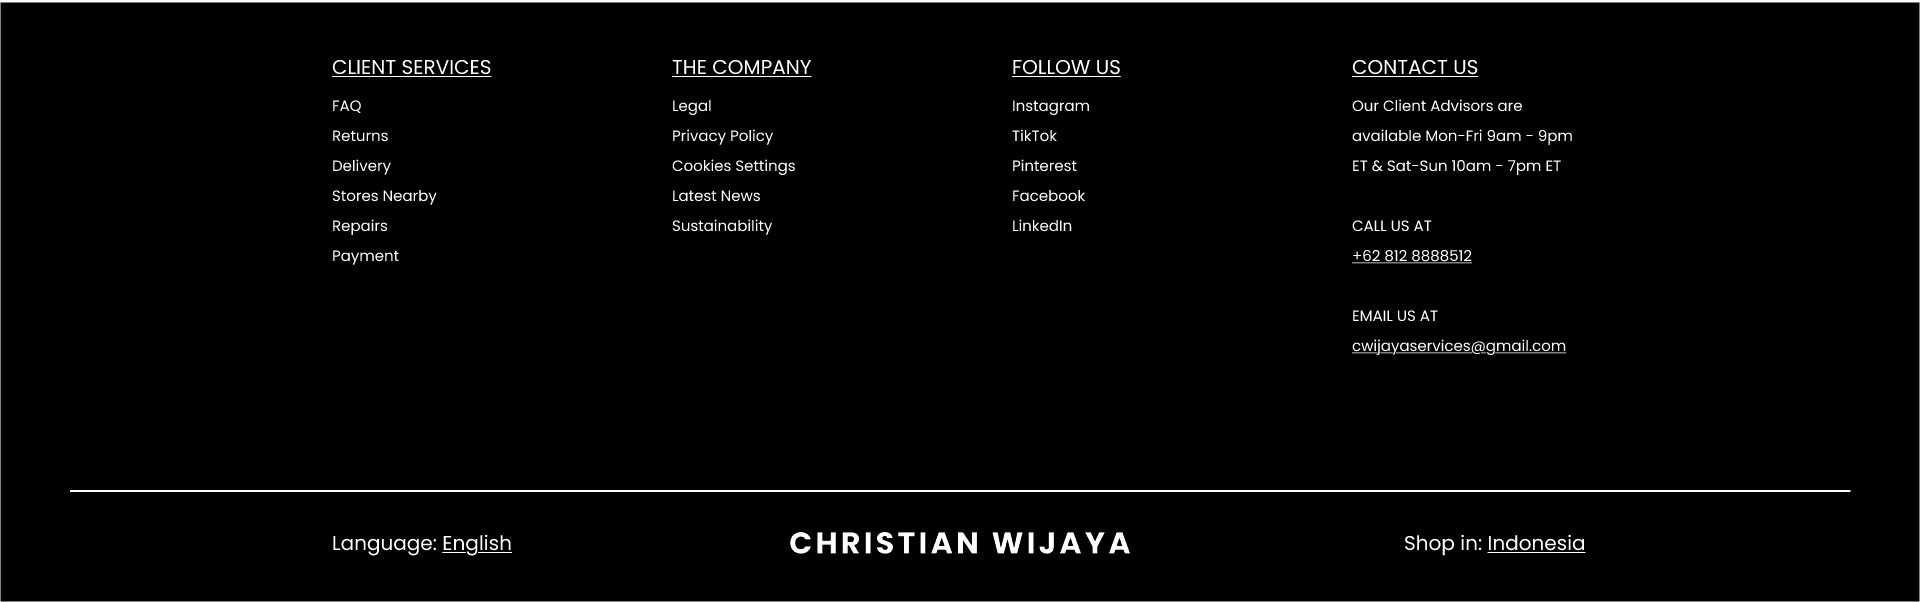 CLIENT SERVICES
FAQ
Returns
Delivery
Stores Nearby
Repairs
Payment
THE COMPANY
Legal
Privacy Policy
Cookies Settings
Latest News
Sustainability
FOLLOW US
Instagram
TikTok
Pinterest
Facebook
LinkedIn
CONTACT US
Our Client Advisors are
available Mon-Fri 9am - 9pm
ET & Sat-Sun 10am - 7pm ET
CALL US AT
+62 812 8888512
EMAIL US AT
cwijayaservices@gmail.com
Language: English
CHRISTIAN WIJAYA
Shop in: Indonesia